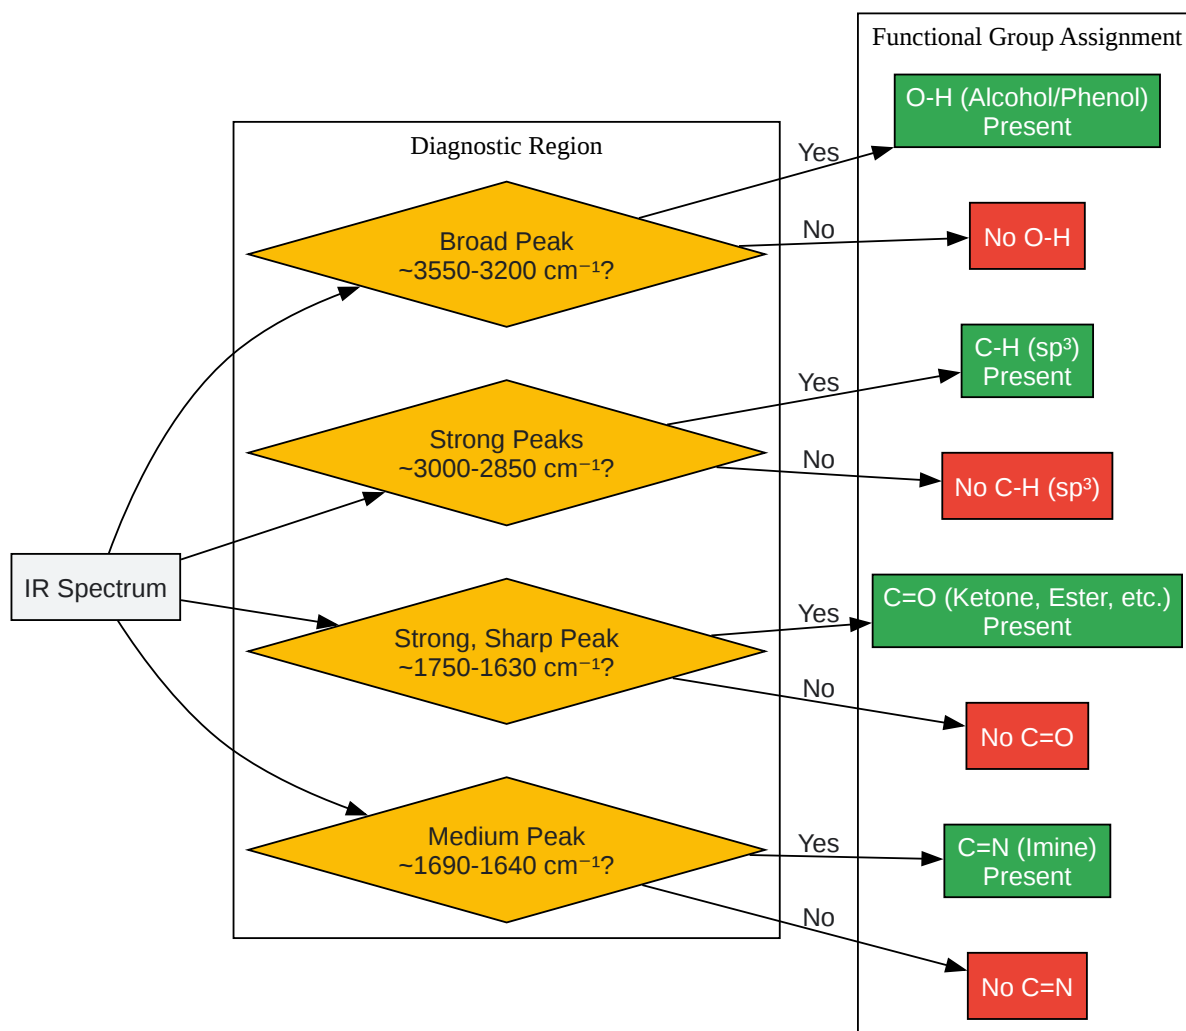 Functional Group Assignment
O-H (Alcohol/Phenol)
Present
Diagnostic Region
Yes
Broad Peak
~3550-3200 cm⁻¹?
No
No O-H
C-H (sp³)
Present
Yes
Strong Peaks
~3000-2850 cm⁻¹?
No
No C-H (sp³)
IR Spectrum
C=O (Ketone, Ester, etc.)
Present
Yes
Strong, Sharp Peak
~1750-1630 cm⁻¹?
No
No C=O
Medium Peak
~1690-1640 cm⁻¹?
Yes
C=N (Imine)
Present
No
No C=N